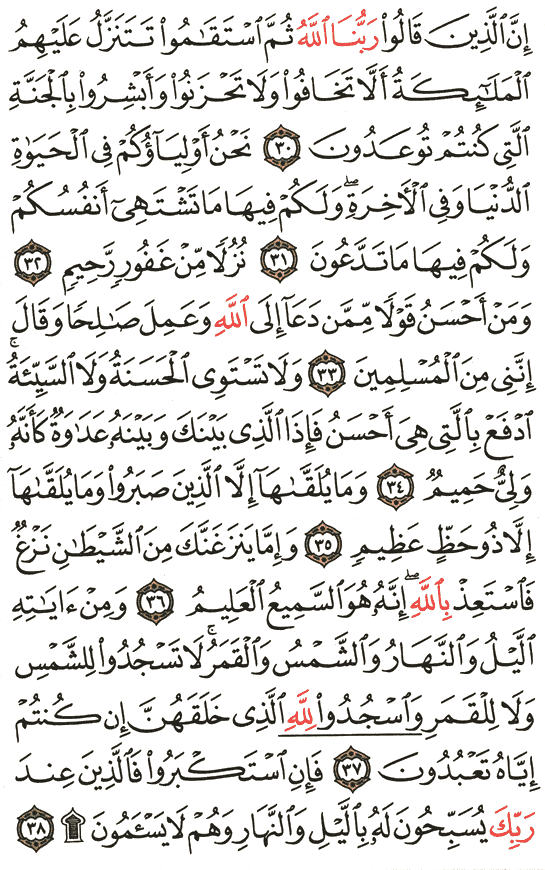 إِنَّ ٱلَّذِينَ قَالُوا۟ رَبُّنَا ٱللَّهُ ثُمَّ ٱسْتَقَٰمُوا۟ تَتَنَزَّلُ عَلَيْهِمُ
ٱلْمَلَٰٓئِكَةُ أَلَّا تَخَافُوا۟ وَلَا تَحْزَنُوا۟ وَأَبْشِرُوا۟ بِٱلْجَنَّةِ
ٱلَّتِى كُنتُمْ تُوعَدُونَ ٣٠ نَحْنُ أَوْلِيَآؤُكُمْ فِى ٱلْحَيَوٰةِ
ٱلدُّنْيَا وَفِى ٱلْءَاخِرَةِ ۖ وَلَكُمْ فِيهَا مَا تَشْتَهِىٓ أَنفُسُكُمْ
وَلَكُمْ فِيهَا مَا تَدَّعُونَ ٣١ نُزُلًا مِّنْ غَفُورٍ رَّحِيمٍ ٣٢
وَمَنْ أَحْسَنُ قَوْلًا مِّمَّن دَعَآ إِلَى ٱللَّهِ وَعَمِلَ صَٰلِحًا وَقَالَ
إِنَّنِى مِنَ ٱلْمُسْلِمِينَ ٣٣ وَلَا تَسْتَوِى ٱلْحَسَنَةُ وَلَا ٱلسَّيِّئَةُ ۚ
ٱدْفَعْ بِٱلَّتِى هِىَ أَحْسَنُ فَإِذَا ٱلَّذِى بَيْنَكَ وَبَيْنَهُۥ عَدَٰوَةٌ كَأَنَّهُۥ
وَلِىٌّ حَمِيمٌ ٣٤ وَمَا يُلَقَّىٰهَآ إِلَّا ٱلَّذِينَ صَبَرُوا۟ وَمَا يُلَقَّىٰهَآ
إِلَّا ذُو حَظٍّ عَظِيمٍ ٣٥ وَإِمَّا يَنزَغَنَّكَ مِنَ ٱلشَّيْطَٰنِ نَزْغٌ
فَٱسْتَعِذْ بِٱللَّهِ ۖ إِنَّهُۥ هُوَ ٱلسَّمِيعُ ٱلْعَلِيمُ ٣٦ وَمِنْ ءَايَٰتِهِ
ٱلَّيْلُ وَٱلنَّهَارُ وَٱلشَّمْسُ وَٱلْقَمَرُ ۚ لَا تَسْجُدُوا۟ لِلشَّمْسِ
وَلَا لِلْقَمَرِ وَٱسْجُدُوا۟ لِلَّهِ ٱلَّذِى خَلَقَهُنَّ إِن كُنتُمْ
إِيَّاهُ تَعْبُدُونَ ٣٧ فَإِنِ ٱسْتَكْبَرُوا۟ فَٱلَّذِينَ عِندَ
رَبِّكَ يُسَبِّحُونَ لَهُۥ بِٱلَّيْلِ وَٱلنَّهَارِ وَهُمْ لَا يَسْـَٔمُونَ ۩ ٣٨